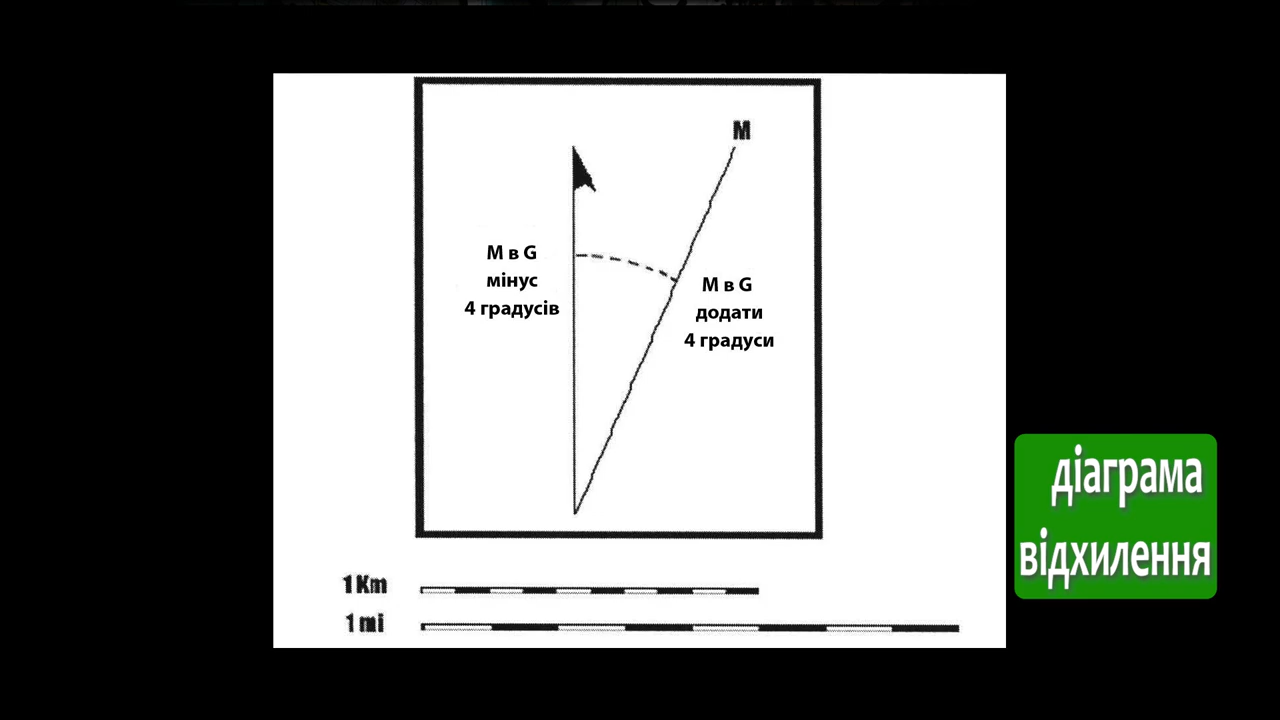 M
М в G
мінус
4 градусів
М в G
додати
4 градуси
1 Km
1 mi
діаграма
відхилення